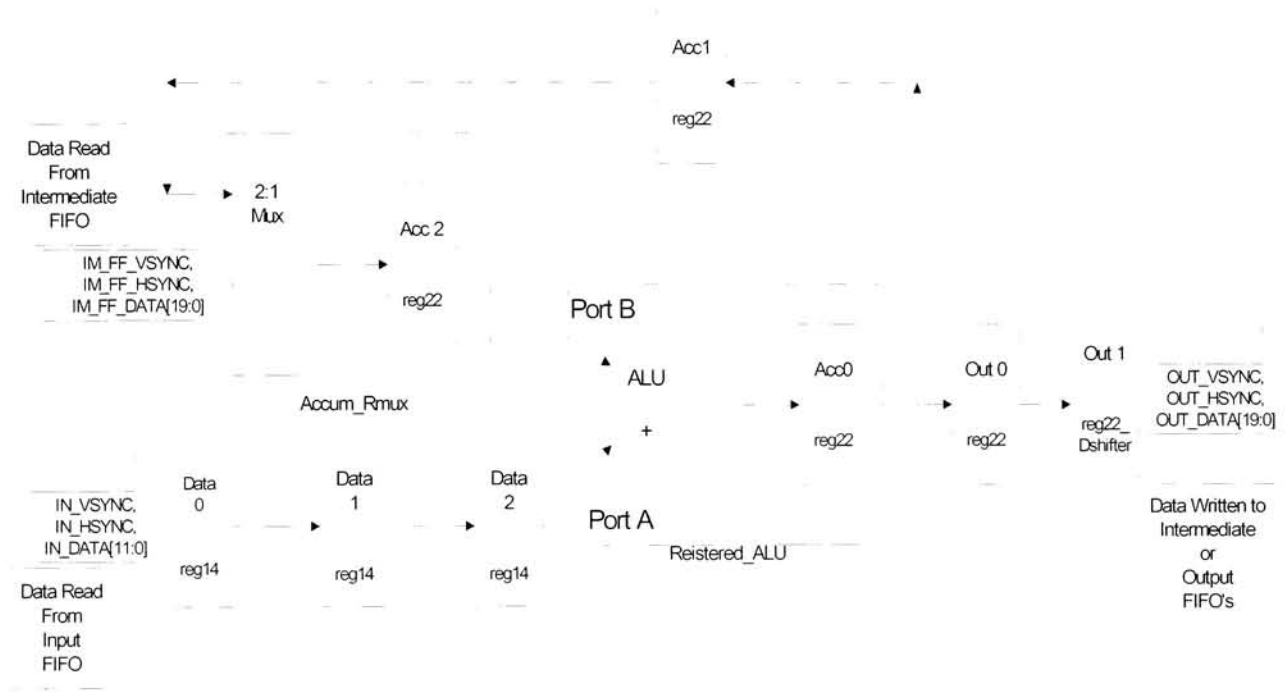 Acc1
reg22
Data Read
From
Intermediate
FIFO
2:1
Mux
Acc 2
reg22
IM_FF_VSYNC,
IM_FF_HSYNC,
IM_FF_DATA[19:0]
Port B
ALU
+
Acc0
reg22
Out 0
reg22
Out 1
reg22_
Dshifter
OUT_VSYNC,
OUT_HSYNC,
OUT_DATA[19:0]
Accum_Rmux
IN_VSYNC,
IN_HSYNC,
IN_DATA[11:0]
Data
0
reg14
Data
1
reg14
Data
2
reg14
Port A
Reistered_ALU
Data Written to
Intermediate
or
Output
FIFO's
Data Read
From
Input
FIFO